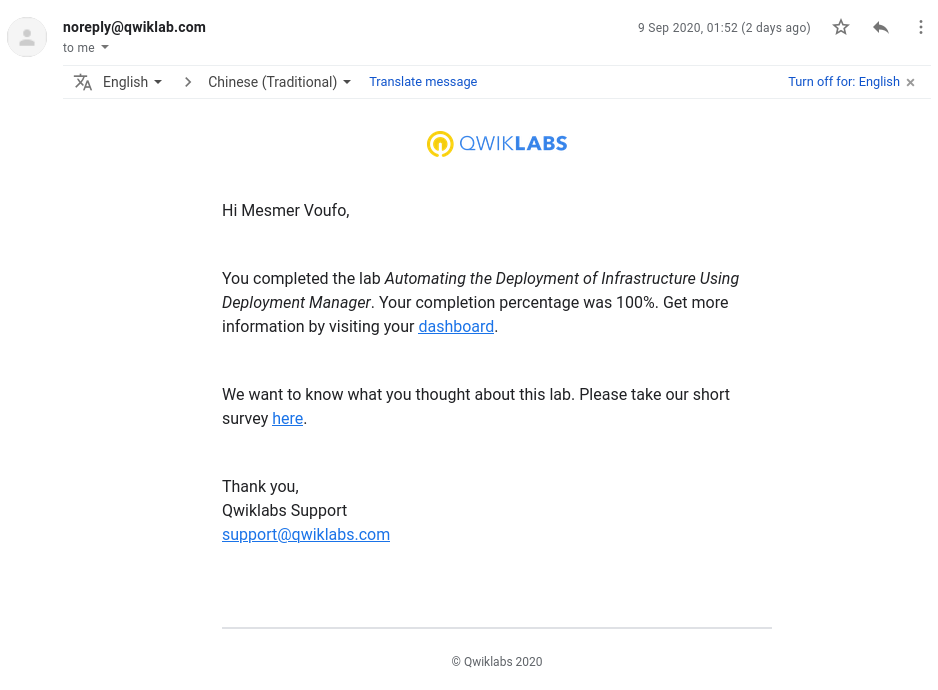 noreply@qwiklab.com
9 Sep 2020, 01:52 (2 days ago)
to me
English
Chinese (Traditional)
Translate message
Turn off for: English
QWIKLABS
Hi Mesmer Voufo,
You completed the lab Automating the Deployment of Infrastructure Using
Deployment Manager. Your completion percentage was 100%. Get more
information by visiting your dashboard.
We want to know what you thought about this lab. Please take our short
survey here.
Thank you,
Qwiklabs Support
support@qwiklabs.com
© Qwiklabs 2020